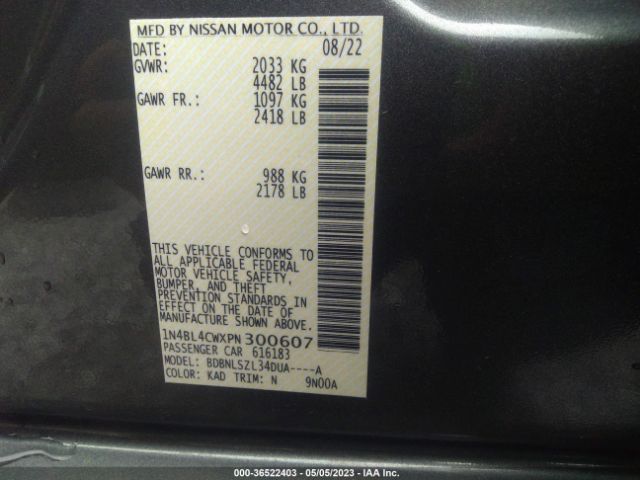 MFD BY NISSAN MOTOR CO., LTD.
DATE: 08/22
GVWR: 2033 KG
4482 LB
GAWR FR.: 1097 KG
2418 LB
GAWR RR.: 988 KG
2178 LB
THIS VEHICLE CONFORMS TO
ALL APPLICABLE FEDERAL
MOTOR VEHICLE SAFETY,
BUMPER, AND THEFT
PREVENTION STANDARDS IN
EFFECT ON THE DATE OF
MANUFACTURE SHOWN ABOVE.
1N4BL4CWXPN300607
PASSENGER CAR 616183
MODEL: BDBNLSZL34DUA----A
COLOR: KAD TRIM: N 9N00A
000-36522403 - 05/05/2023 - IAA Inc.